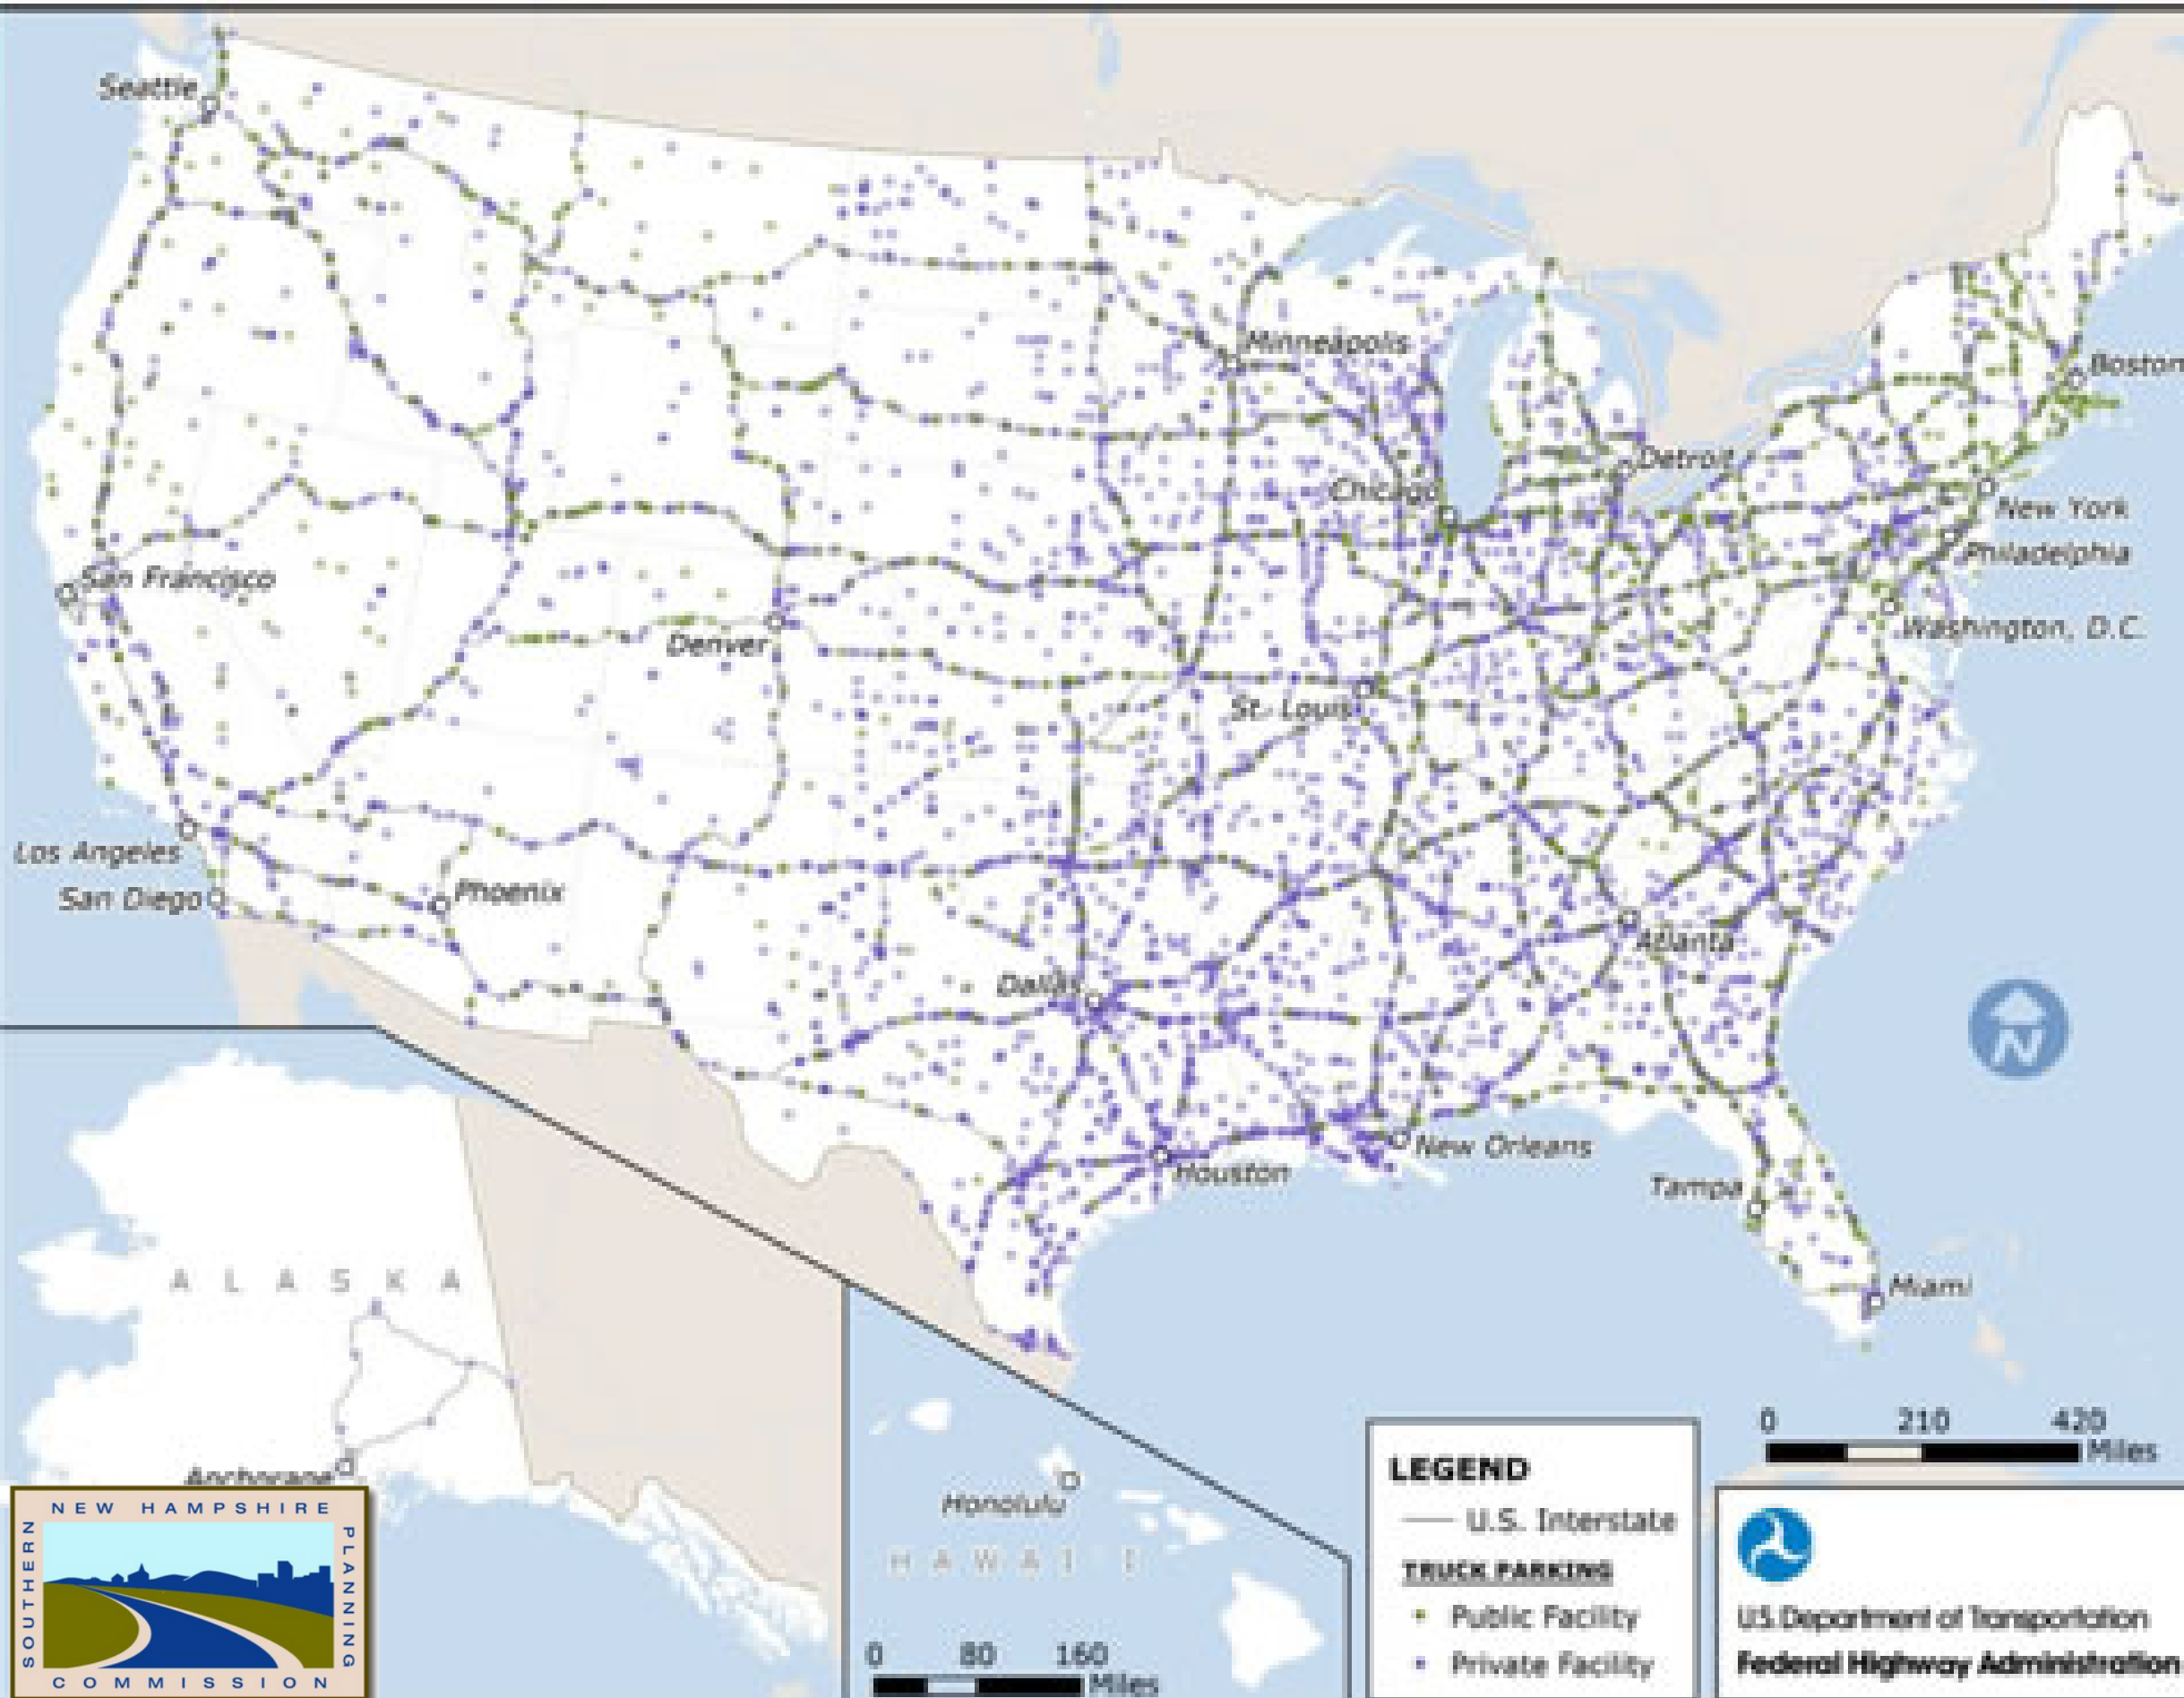 Seattle
Minneapolis
Boston
Detroit
Chicago
New York
Philadelphia
San Francisco
Denver
Washington, D.C.
St. Louis
Los Angeles
Phoenix
San Diego
Atlanta
Dallas
N
New Orleans
Houston
Tampa
Miami
ALASKA
Anchorage
Honolulu
HAWAII
0 80 160
Miles
0 210 420
Miles
LEGEND
U.S. Interstate
TRUCK PARKING
Public Facility
Private Facility
U.S. Department of Transportation
Federal Highway Administration
SOUTHERN
NEW HAMPSHIRE
PLANNING
COMMISSION